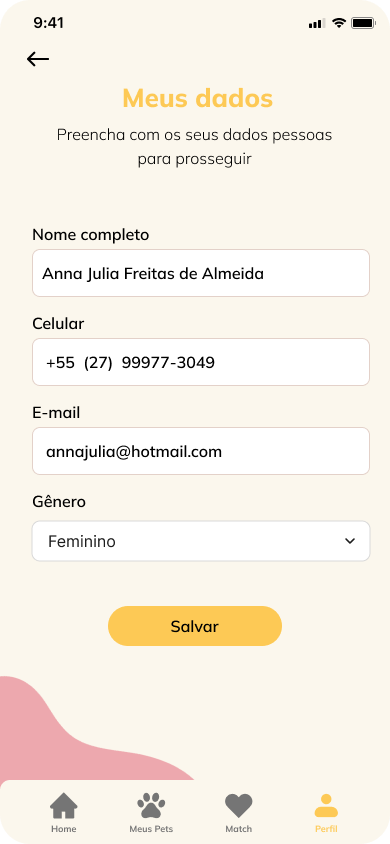 9:41
Meus dados
Preencha com os seus dados pessoas
para prosseguir
Nome completo
Anna Julia Freitas de Almeida
Celular
+55 (27) 99977-3049
E-mail
annajulia@hotmail.com
Gênero
Feminino
Salvar
Home Meus Pets Match Perfil